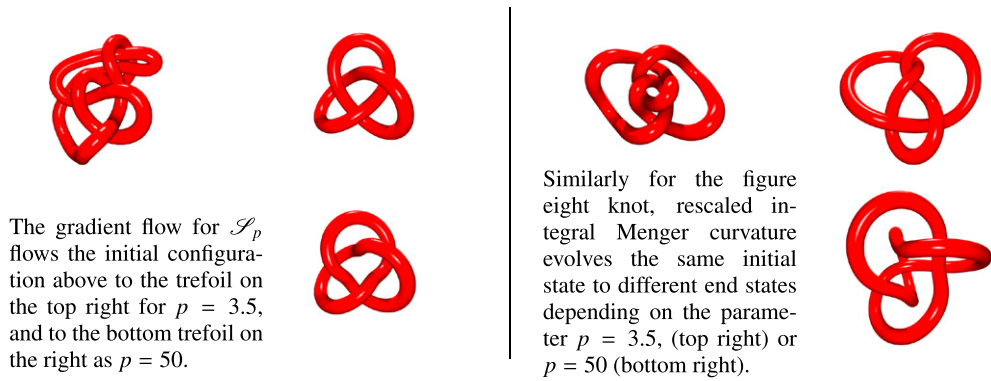 The gradient flow for 𝒮p
flows the initial configura-
tion above to the trefoil on
the top right for p = 3.5,
and to the bottom trefoil on
the right as p = 50.
Similarly for the figure
eight knot, rescaled in-
tegral Menger curvature
evolves the same initial
state to different end states
depending on the parame-
ter p = 3.5, (top right) or
p = 50 (bottom right).